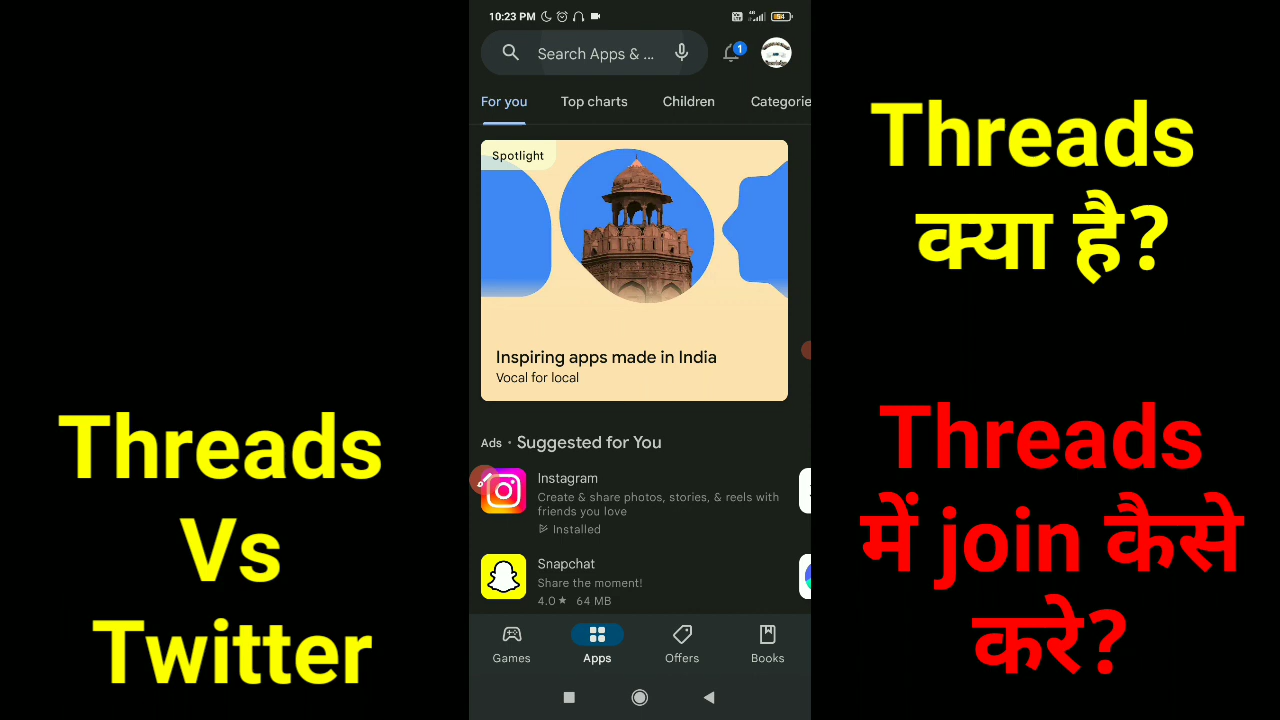 Threads
Vs
Twitter
10:23 PM
54
Search Apps & ...
1
For you
Top charts
Children
Categorie
Spotlight
Inspiring apps made in India
Vocal for local
Ads • Suggested for You
Instagram
Create & share photos, stories, & reels with
friends you love
Installed
Snapchat
Share the moment!
4.0★ 64 MB
Games
Apps
Offers
Books
Threads
क्या है?
Threads
में join कैसे
करे?